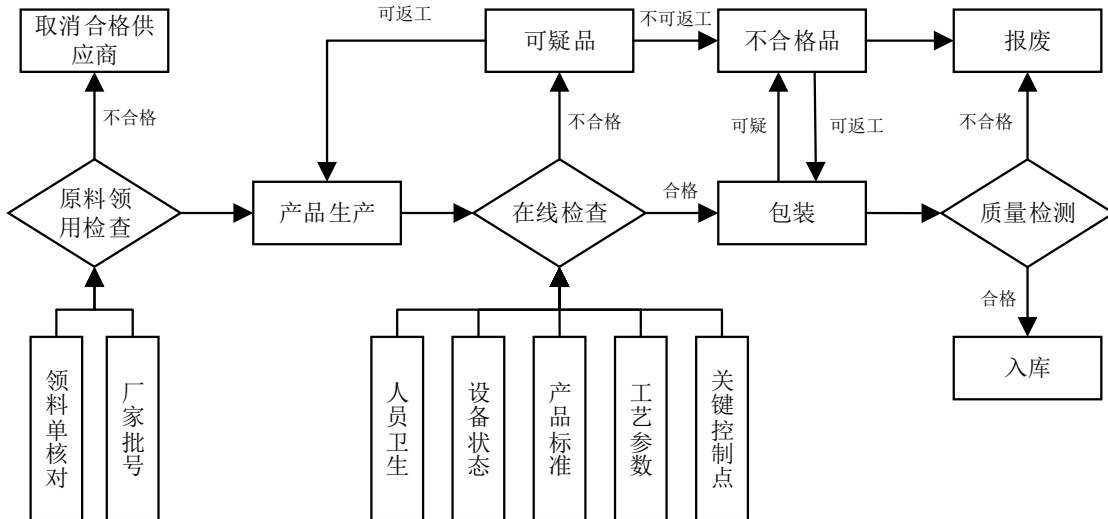 取消合格供
应商
可返工
可疑品
不可返工
不合格品
报废
不合格
不合格
可疑
可返工
不合格
原料领
用检查
产品生产
在线检查
合格
包装
质量检测
合格
入库
领料单核对
厂家批号
人员卫生
设备状态
产品标准
工艺参数
关键控制点